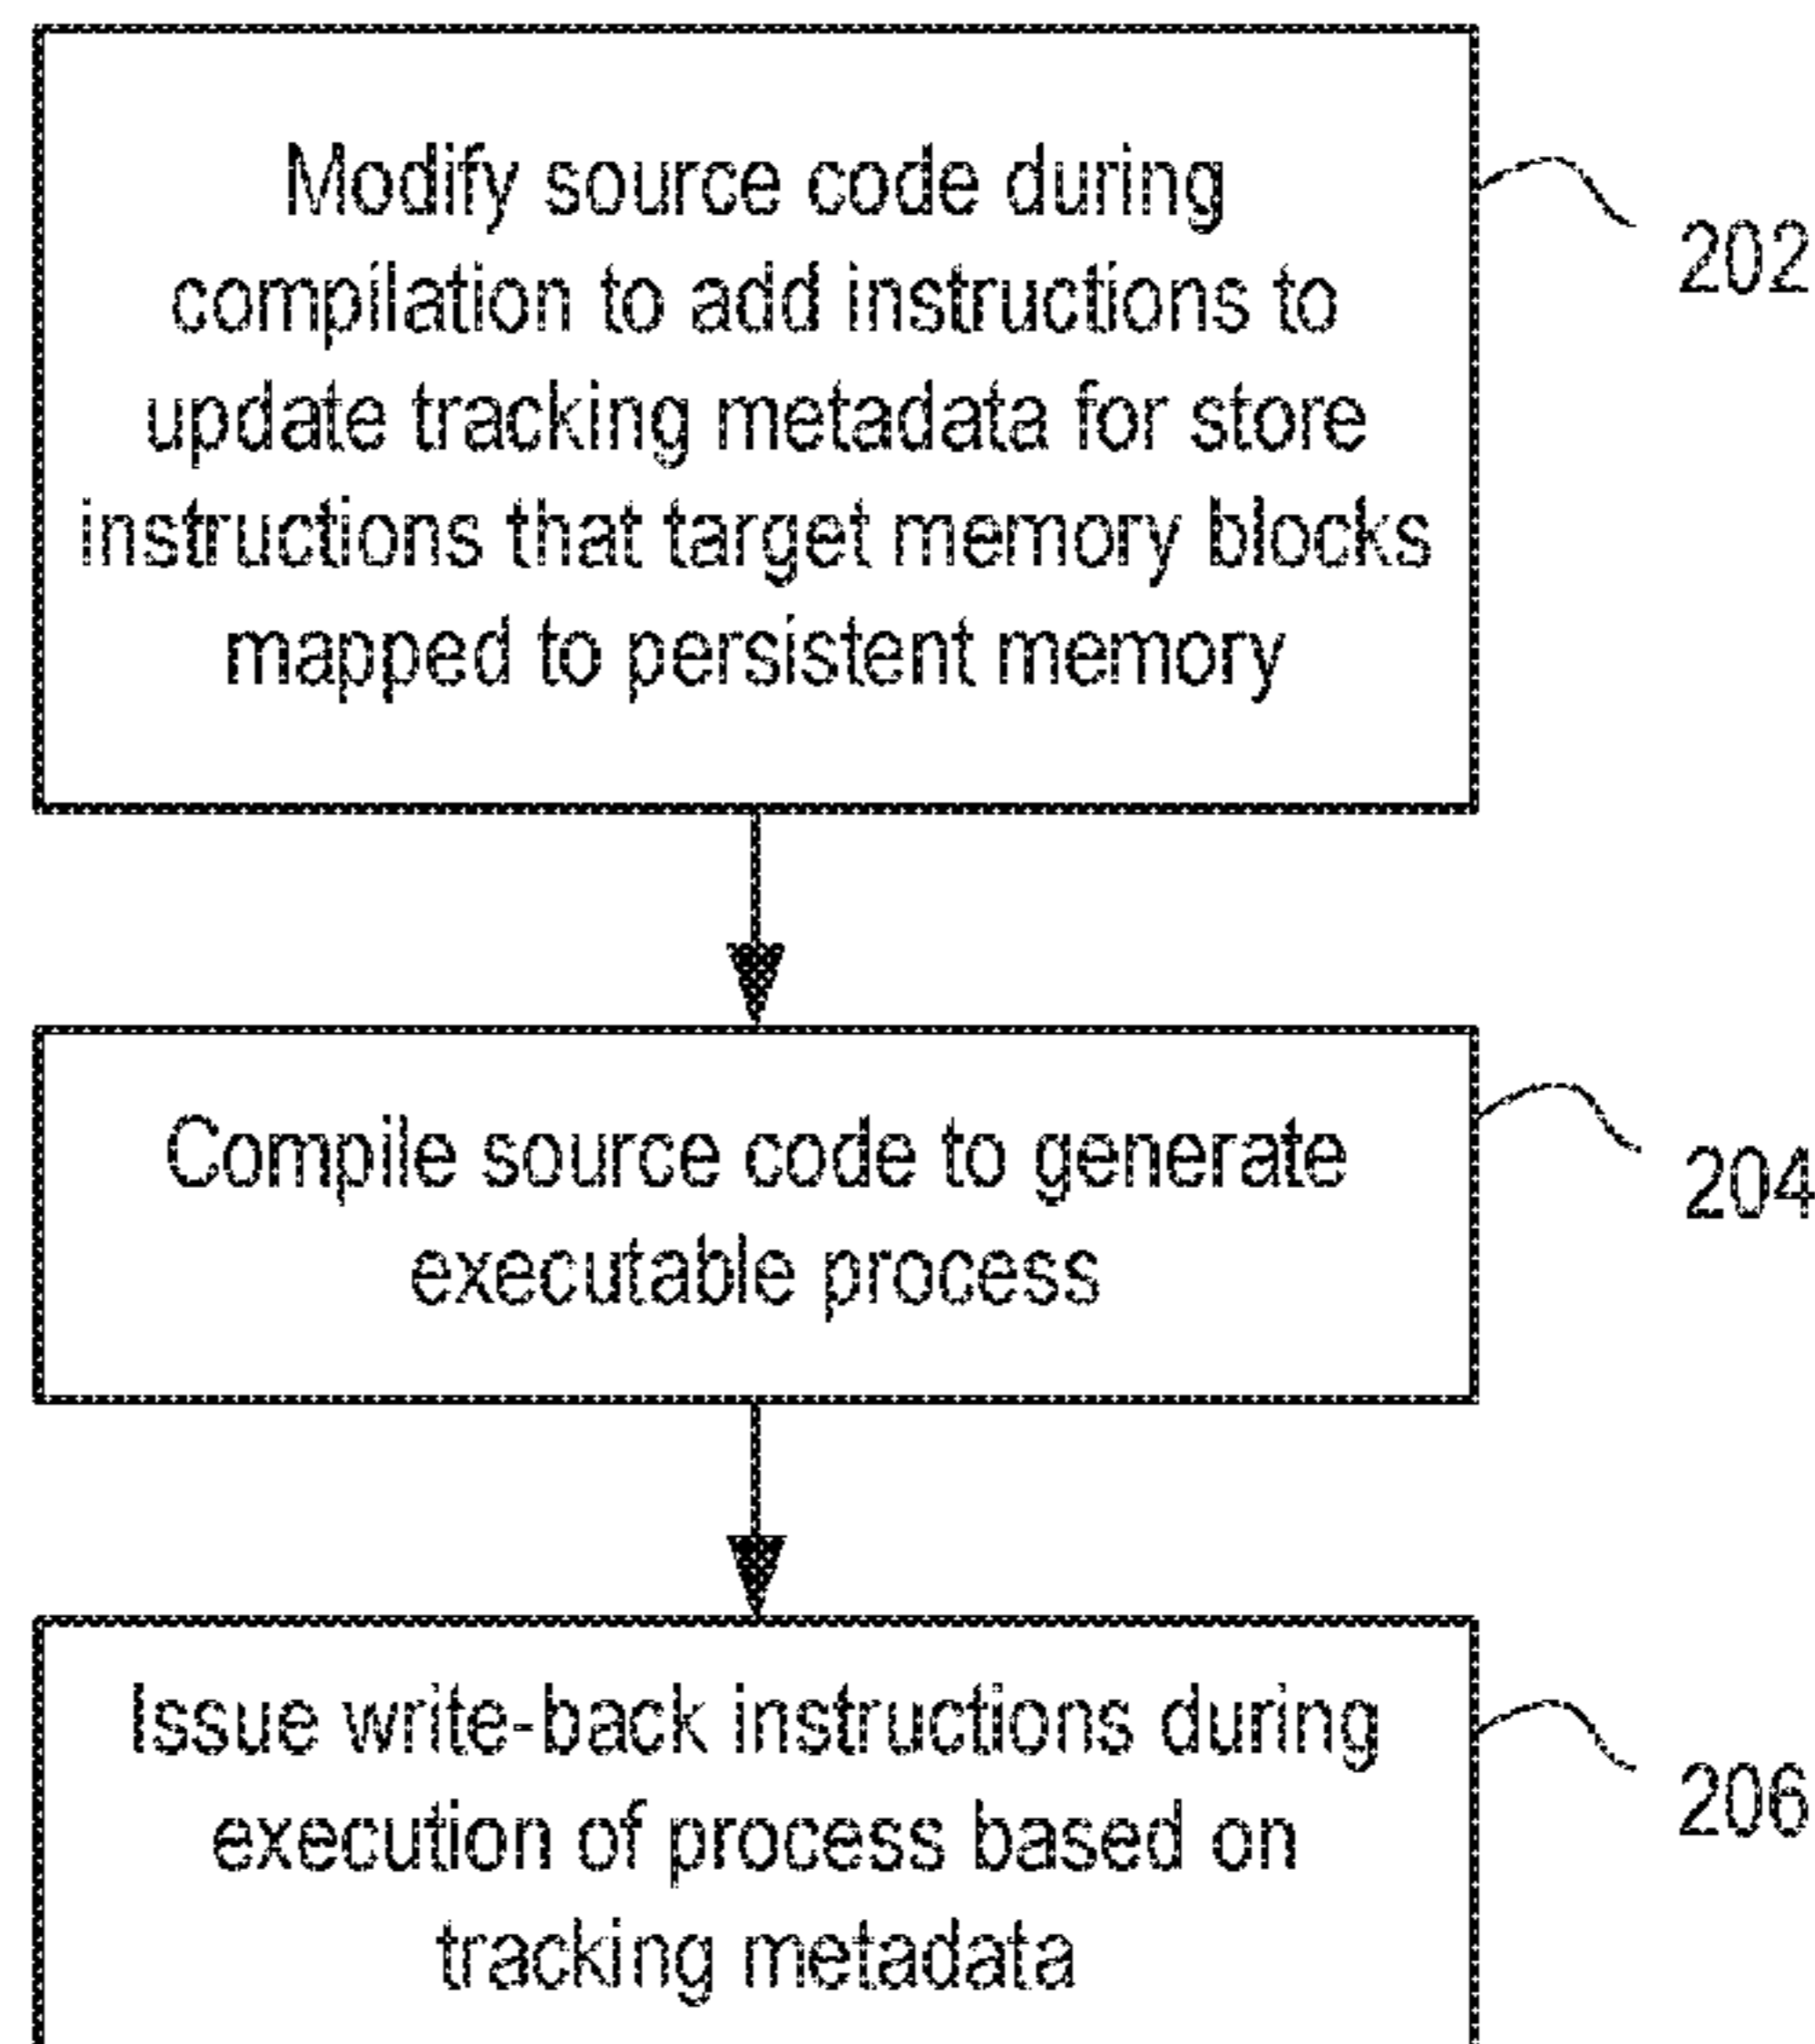 Modify source code during
compilation to add instructions to
update tracking metadata for store
instructions that target memory blocks
mapped to persistent memory
202
Compile source code to generate
executable process
204
Issue write-back instructions during
execution of process based on
tracking metadata
206